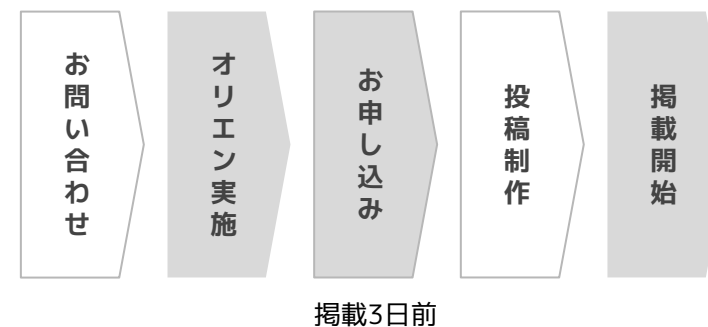 お問い合わせ
オリエン実施
お申し込み
投稿制作
掲載開始
掲載3日前